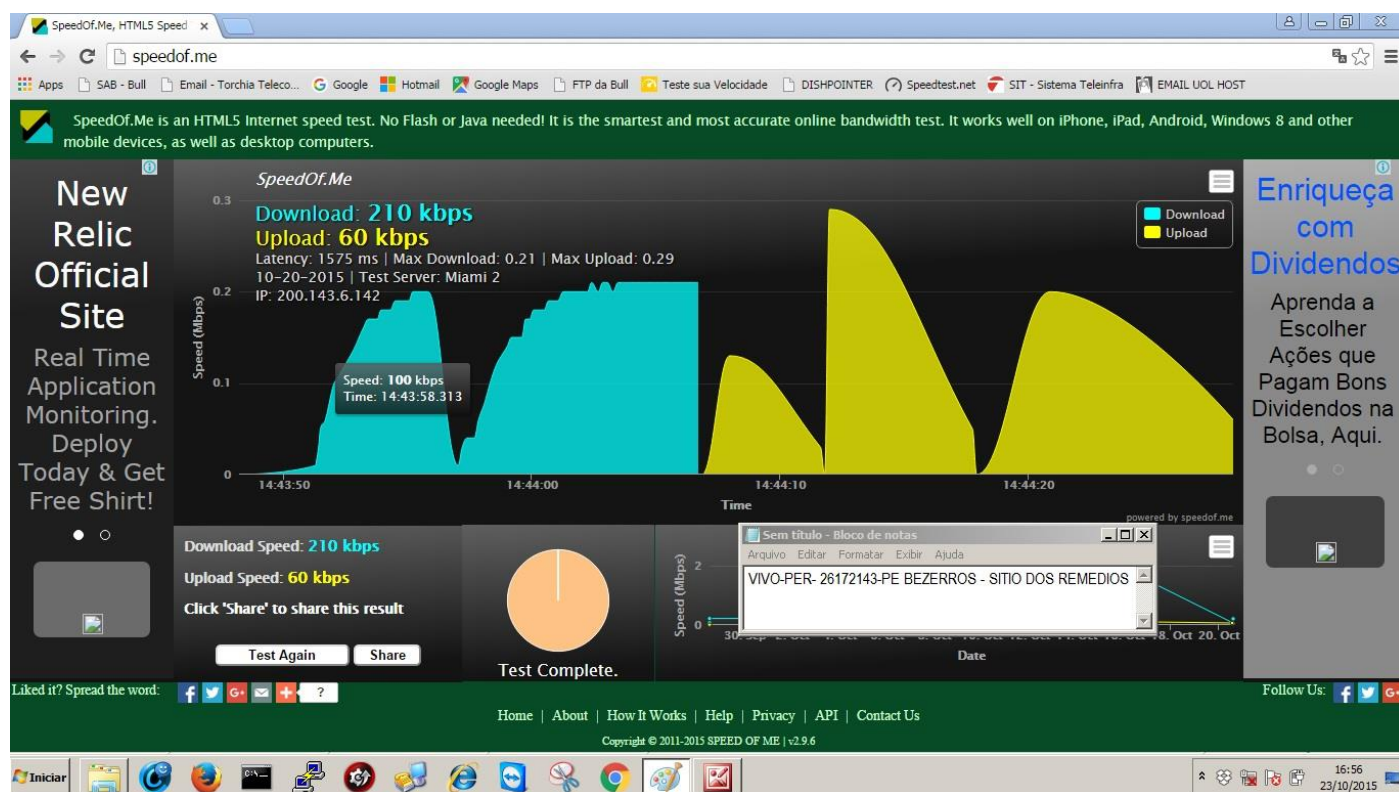 SpeedOf.Me, HTML5 Speed
speedof.me
Apps SAB - Bull Email - Torchia Teleco... Google Hotmail Google Maps FTP da Bull Teste sua Velocidade DISHPOINTER Speedtest.net SIT - Sistema Teleinfra EMAIL UOL HOST
SpeedOf.Me is an HTML5 Internet speed test. No Flash or Java needed! It is the smartest and most accurate online bandwidth test. It works well on iPhone, iPad, Android, Windows 8 and other
mobile devices, as well as desktop computers.
New
Relic
Official
Site
Real Time
Application
Monitoring.
Deploy
Today & Get
Free Shirt!
SpeedOf.Me
Download: 210 kbps
Upload: 60 kbps
Latency: 1575 ms | Max Download: 0.21 | Max Upload: 0.29
10-20-2015 | Test Server: Miami 2
IP: 200.143.6.142
Download
Upload
Speed (Mbps)
0.3
0.2
0.1
0
Speed: 100 kbps
Time: 14:43:58.313
14:43:50 14:44:00 14:44:10 14:44:20
Time
powered by speedof.me
Enriqueça
com
Dividendos
Aprenda a
Escolher
Ações que
Pagam Bons
Dividendos na
Bolsa, Aqui.
Download Speed: 210 kbps
Upload Speed: 60 kbps
Click 'Share' to share this result
Test Again Share
Test Complete.
Speed (Mbps)
2
0
Sem título - Bloco de notas
Arquivo Editar Formatar Exibir Ajuda
VIVO-PER- 26172143-PE BEZERROS - SITIO DOS REMEDIOS
18. Oct 20. Oct
Date
Liked it? Spread the word: ?
Follow Us:
Home | About | How It Works | Help | Privacy | API | Contact Us
Copyright © 2011-2015 SPEED OF ME | v2.9.6
Iniciar
16:56
23/10/2015